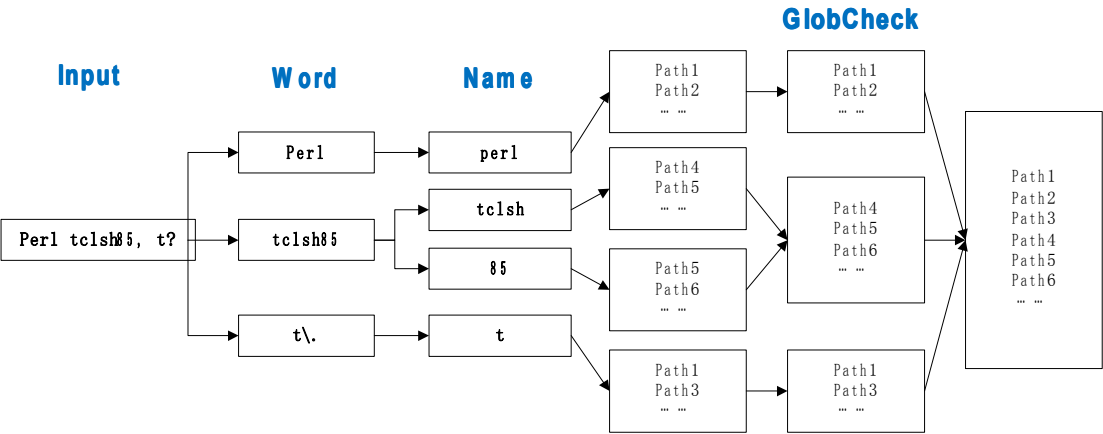 Input
Word
Name
GlobCheck
Perl tclsh85, t?
Perl
tclsh85
t\.
perl
tclsh
85
t
Path1
Path2
… …
Path4
Path5
… …
Path5
Path6
… …
Path1
Path3
… …
Path1
Path2
… …
Path4
Path5
Path6
… …
Path1
Path3
… …
Path1
Path2
Path3
Path4
Path5
Path6
… …